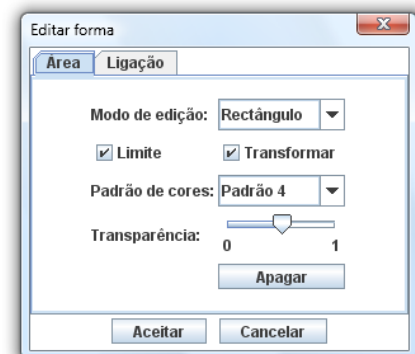 Editar forma
Área Ligação
Modo de edição: Rectângulo
Limite Transformar
Padrão de cores: Padrão 4
Transparência:
0 1
Apagar
Aceitar Cancelar